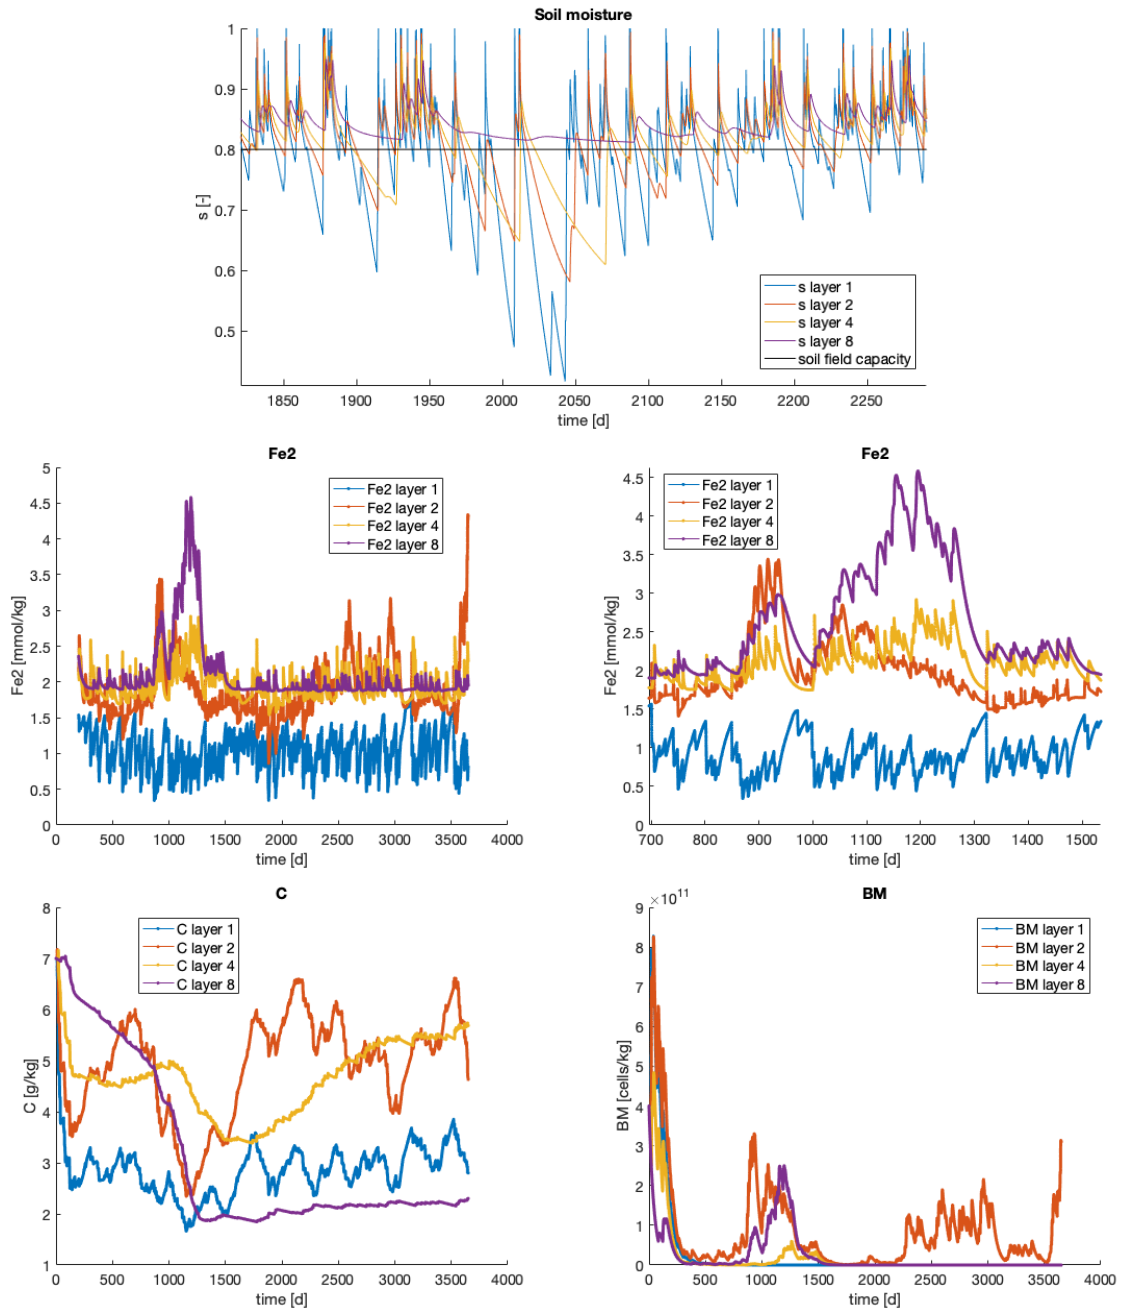 Soil moisture
1
0.9
0.8
0.7
0.6
0.5
s [-]
s layer 1
s layer 2
s layer 4
s layer 8
soil field capacity
1850 1900 1950 2000 2050 2100 2150 2200 2250
time [d]
Fe2
5
4.5
4
3.5
3
2.5
2
1.5
1
0.5
0
Fe2 [mmol/kg]
Fe2 layer 1
Fe2 layer 2
Fe2 layer 4
Fe2 layer 8
0 500 1000 1500 2000 2500 3000 3500 4000
time [d]
Fe2
4.5
4
3.5
3
2.5
2
1.5
1
0.5
0
Fe2 [mmol/kg]
Fe2 layer 1
Fe2 layer 2
Fe2 layer 4
Fe2 layer 8
700 800 900 1000 1100 1200 1300 1400 1500
time [d]
C
8
7
6
5
4
3
2
1
C [g/kg]
C layer 1
C layer 2
C layer 4
C layer 8
0 500 1000 1500 2000 2500 3000 3500 4000
time [d]
BM
×10^11
9
8
7
6
5
4
3
2
1
0
BM [cells/kg]
BM layer 1
BM layer 2
BM layer 4
BM layer 8
0 500 1000 1500 2000 2500 3000 3500 4000
time [d]